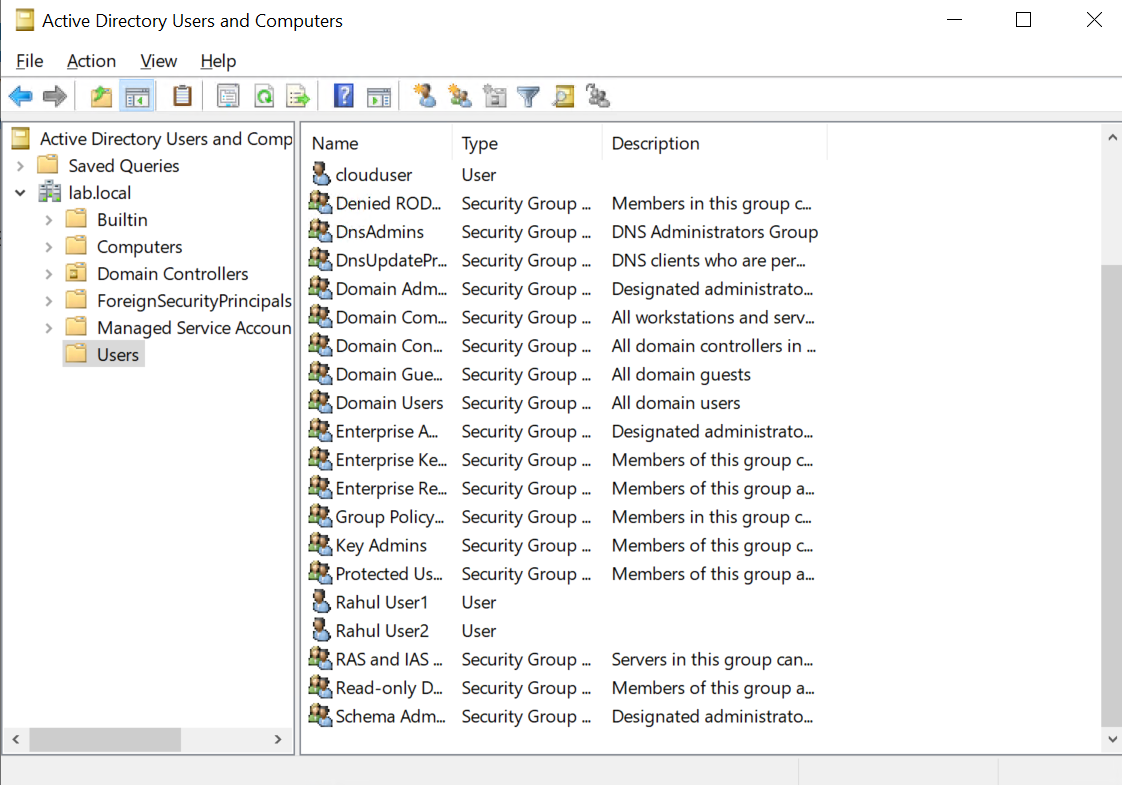 Active Directory Users and Computers
File Action View Help
Active Directory Users and Comp
Saved Queries
lab.local
Builtin
Computers
Domain Controllers
ForeignSecurityPrincipals
Managed Service Accoun
Users
Name Type Description
clouduser User
Denied ROD... Security Group ... Members in this group c...
DnsAdmins Security Group ... DNS Administrators Group
DnsUpdatePr... Security Group ... DNS clients who are per...
Domain Adm... Security Group ... Designated administrato...
Domain Com... Security Group ... All workstations and serv...
Domain Con... Security Group ... All domain controllers in ...
Domain Gue... Security Group ... All domain guests
Domain Users Security Group ... All domain users
Enterprise A... Security Group ... Designated administrato...
Enterprise Ke... Security Group ... Members of this group c...
Enterprise Re... Security Group ... Members of this group a...
Group Policy... Security Group ... Members in this group c...
Key Admins Security Group ... Members of this group c...
Protected Us... Security Group ... Members of this group a...
Rahul User1 User
Rahul User2 User
RAS and IAS ... Security Group ... Servers in this group can...
Read-only D... Security Group ... Members of this group a...
Schema Adm... Security Group ... Designated administrato...